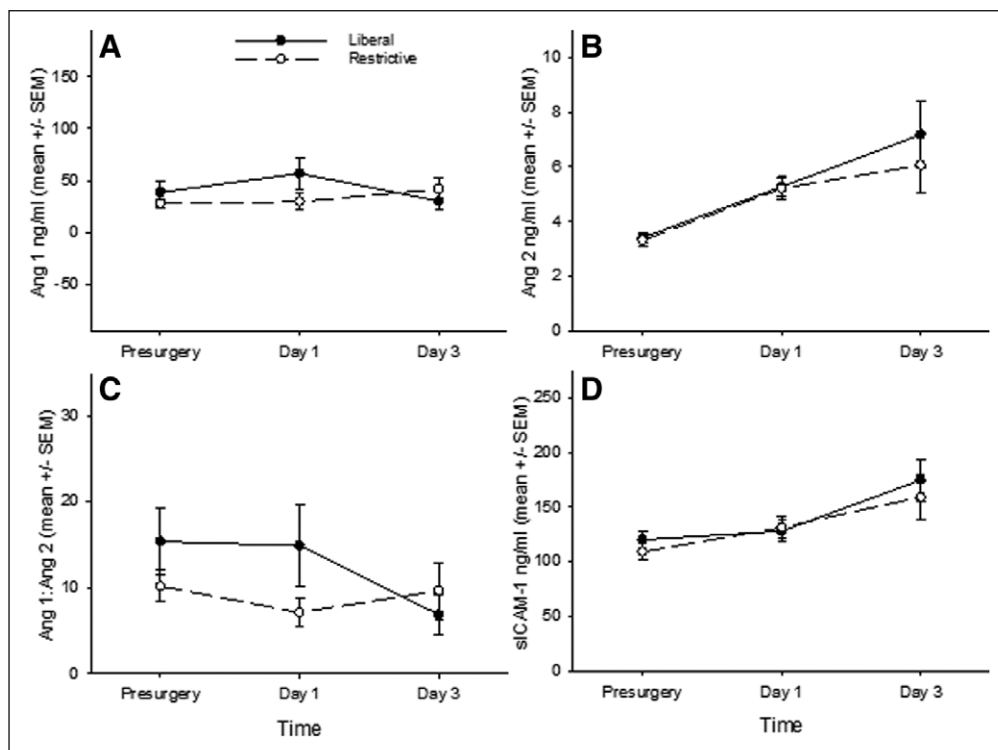 A
Liberal
Restrictive
Ang 1 ng/ml (mean +/- SEM)
150
100
50
0
-50
Presurgery Day 1 Day 3
B
Ang 2 ng/ml (mean +/- SEM)
10
8
6
4
2
0
Presurgery Day 1 Day 3
C
Ang 1:Ang 2 (mean +/- SEM)
30
20
10
0
Presurgery Day 1 Day 3
Time
D
sICAM-1 ng/ml (mean +/- SEM)
250
200
150
100
50
0
Presurgery Day 1 Day 3
Time